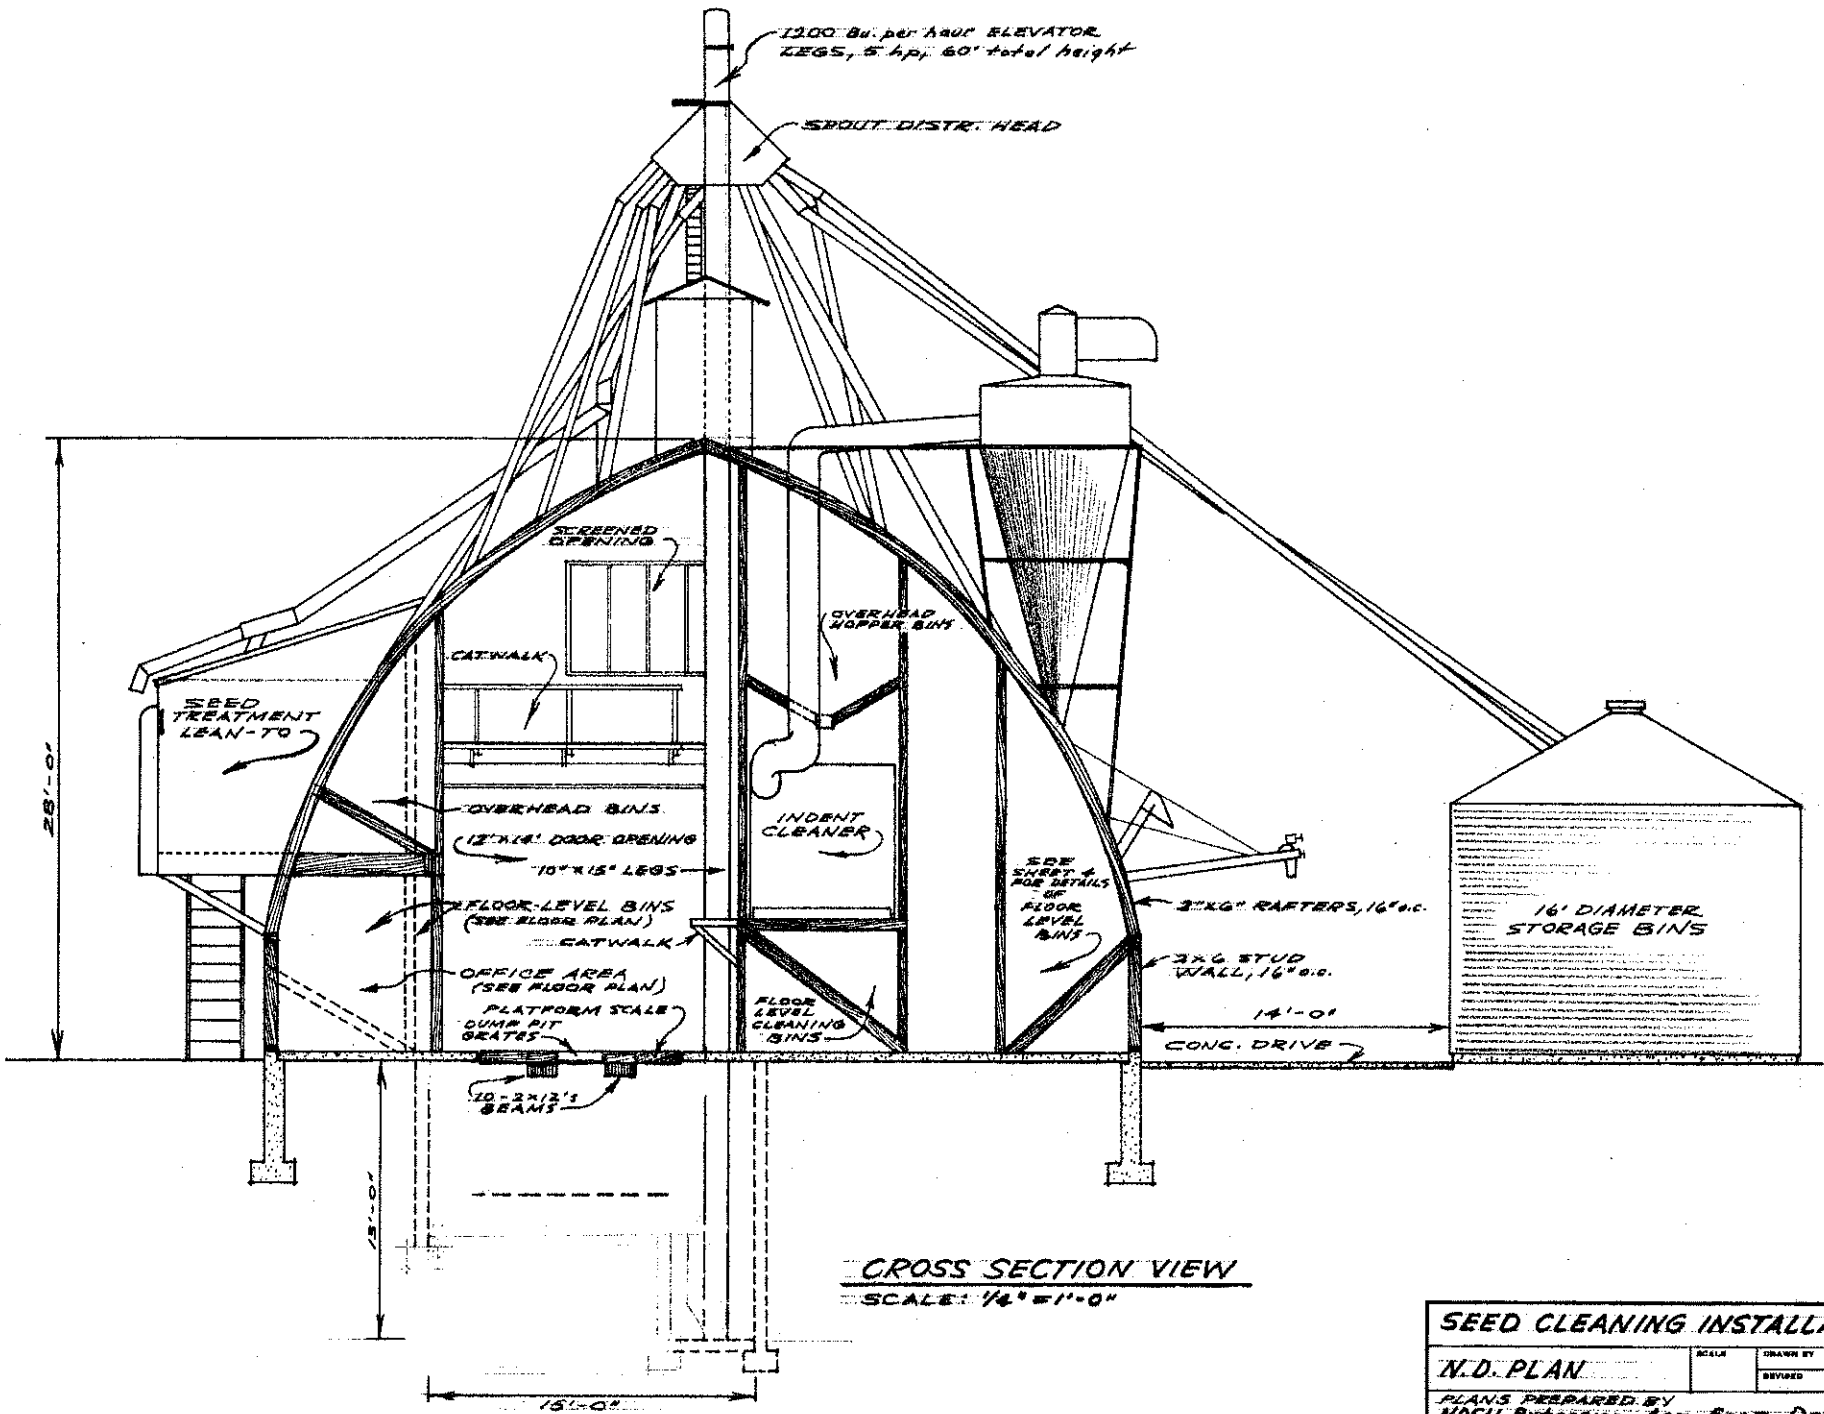 1200 Bu. per hour ELEVATOR
LEGS, 5 hp, 60' total height
SPOUT DISTR. HEAD
SCREENED
OPENING
OVERHEAD
HOPPER BINS
CATWALK
SEED
TREATMENT
LEAN-TO
28'-0"
OVERHEAD BINS
12' X 14' DOOR OPENING
10" X 15" LEGS
INDENT
CLEANER
SEE
SHEET 4
FOR DETAILS
OF
FLOOR
LEVEL
BINS
2"X6" RAFTERS, 16" o.c.
16' DIAMETER
STORAGE BINS
FLOOR-LEVEL BINS
(SEE FLOOR PLAN)
CATWALK
2X6 STUD
WALL, 16" o.c.
OFFICE AREA
(SEE FLOOR PLAN)
PLATFORM SCALE
DUMP PIT
GRATES
FLOOR
LEVEL
CLEANING
BINS
14'-0"
CONC. DRIVE
10-2x12's
BEAMS
15'-0"
CROSS SECTION VIEW
SCALE: 1/4" = 1'-0"
SEED CLEANING
N.D. PLAN
SCALE
DRAWN BY
REVISED
PLANS PREPARED BY
13'-0"